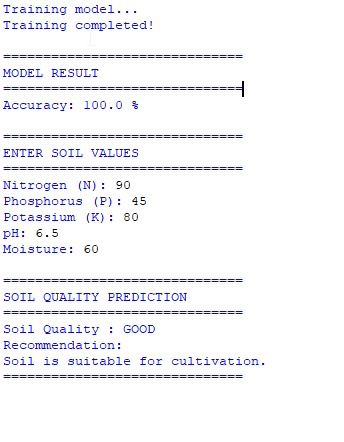 Training model...
Training completed!
==============================
MODEL RESULT
==============================
Accuracy: 100.0 %
==============================
ENTER SOIL VALUES
==============================
Nitrogen (N): 90
Phosphorus (P): 45
Potassium (K): 80
pH: 6.5
Moisture: 60
==============================
SOIL QUALITY PREDICTION
==============================
Soil Quality : GOOD
Recommendation:
Soil is suitable for cultivation.
==============================